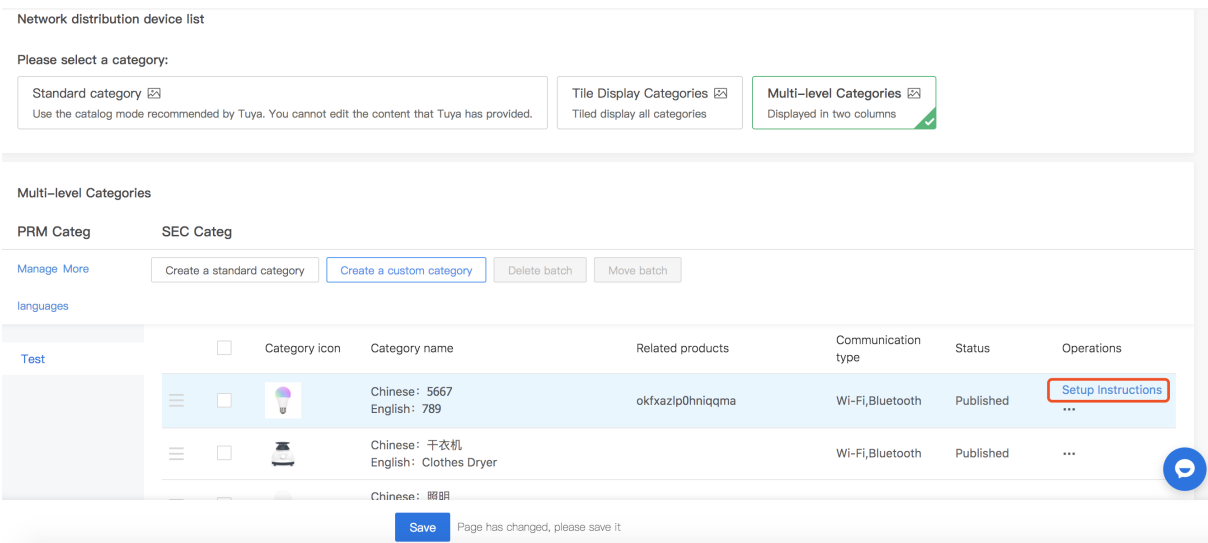 Network distribution device list
Please select a category:
Standard category
Use the catalog mode recommended by Tuya. You cannot edit the content that Tuya has provided.
Tile Display Categories
Tiled display all categories
Multi-level Categories
Displayed in two columns
Multi-level Categories
PRM Categ
SEC Categ
Manage More
languages
Create a standard category
Create a custom category
Delete batch
Move batch
Test
Category icon
Category name
Related products
Communication
type
Status
Operations
Chinese: 5667
English: 789
okfxazlp0hniqqma
Wi-Fi,Bluetooth
Published
Setup Instructions
...
Chinese: 干衣机
English: Clothes Dryer
Wi-Fi,Bluetooth
Published
...
Chinese: 照明
Save
Page has changed, please save it